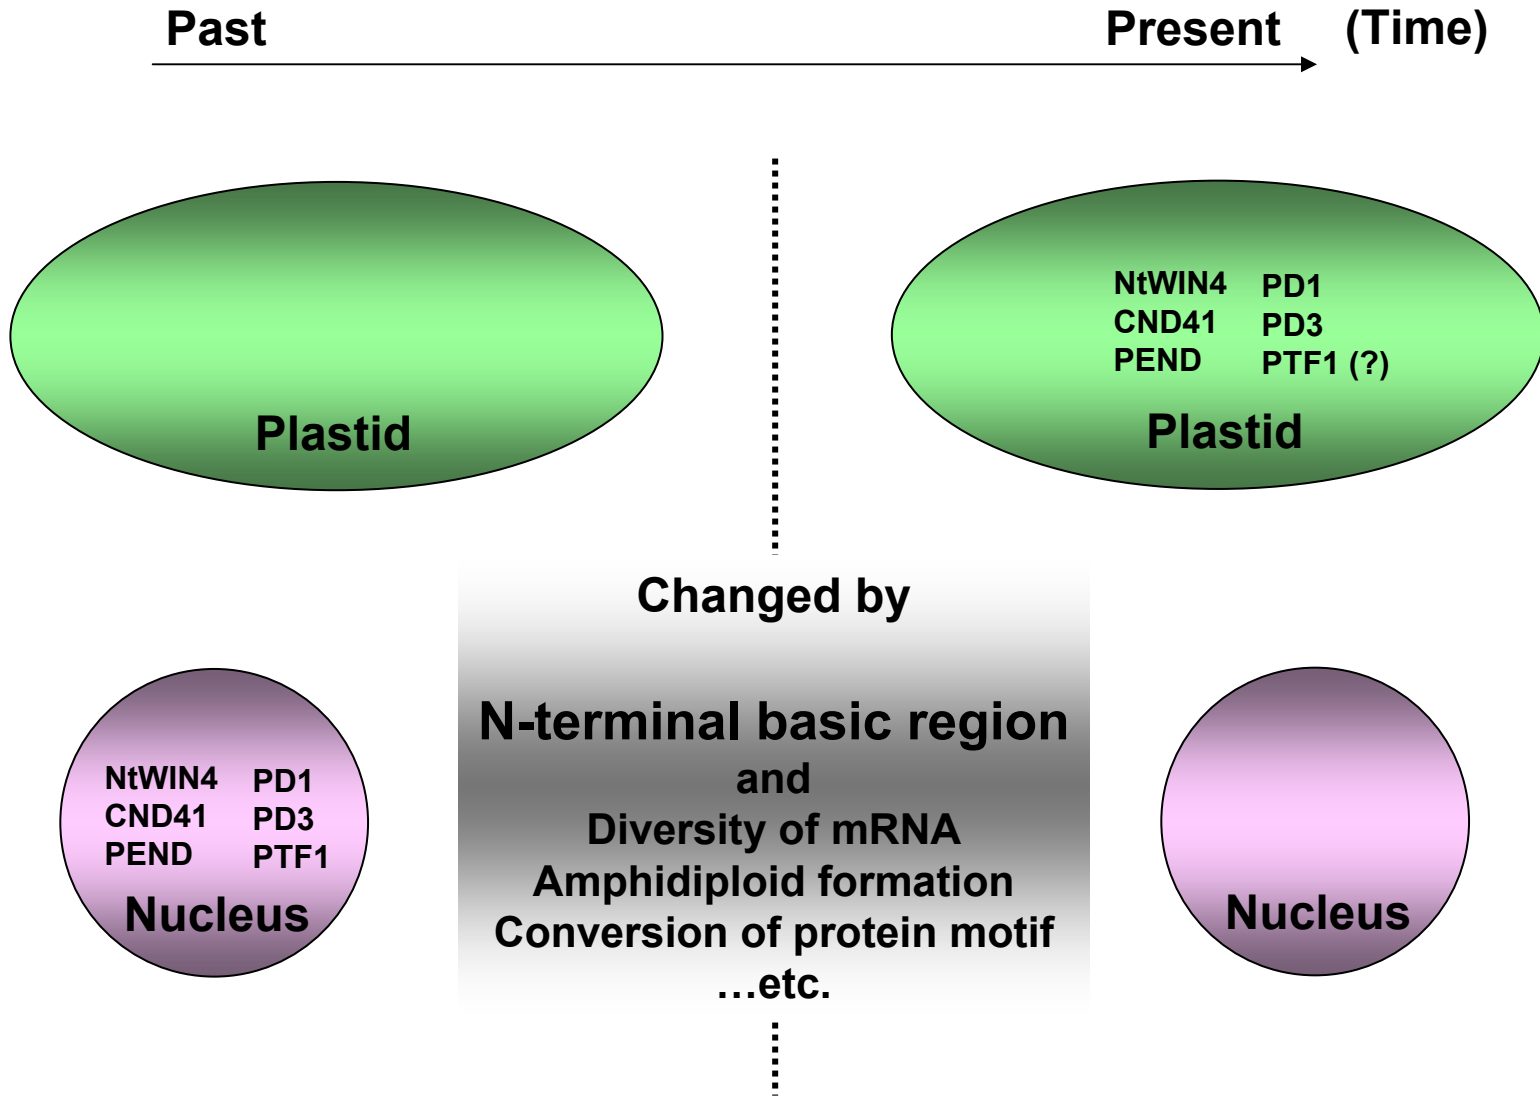 Past
Present
(Time)
NtWIN4 PD1
CND41 PD3
PEND PTF1 (?)
Plastid
Plastid
Changed by
N-terminal basic region
and
Diversity of mRNA
Amphidiploid formation
Conversion of protein motif
...etc.
NtWIN4 PD1
CND41 PD3
PEND PTF1
Nucleus
Nucleus